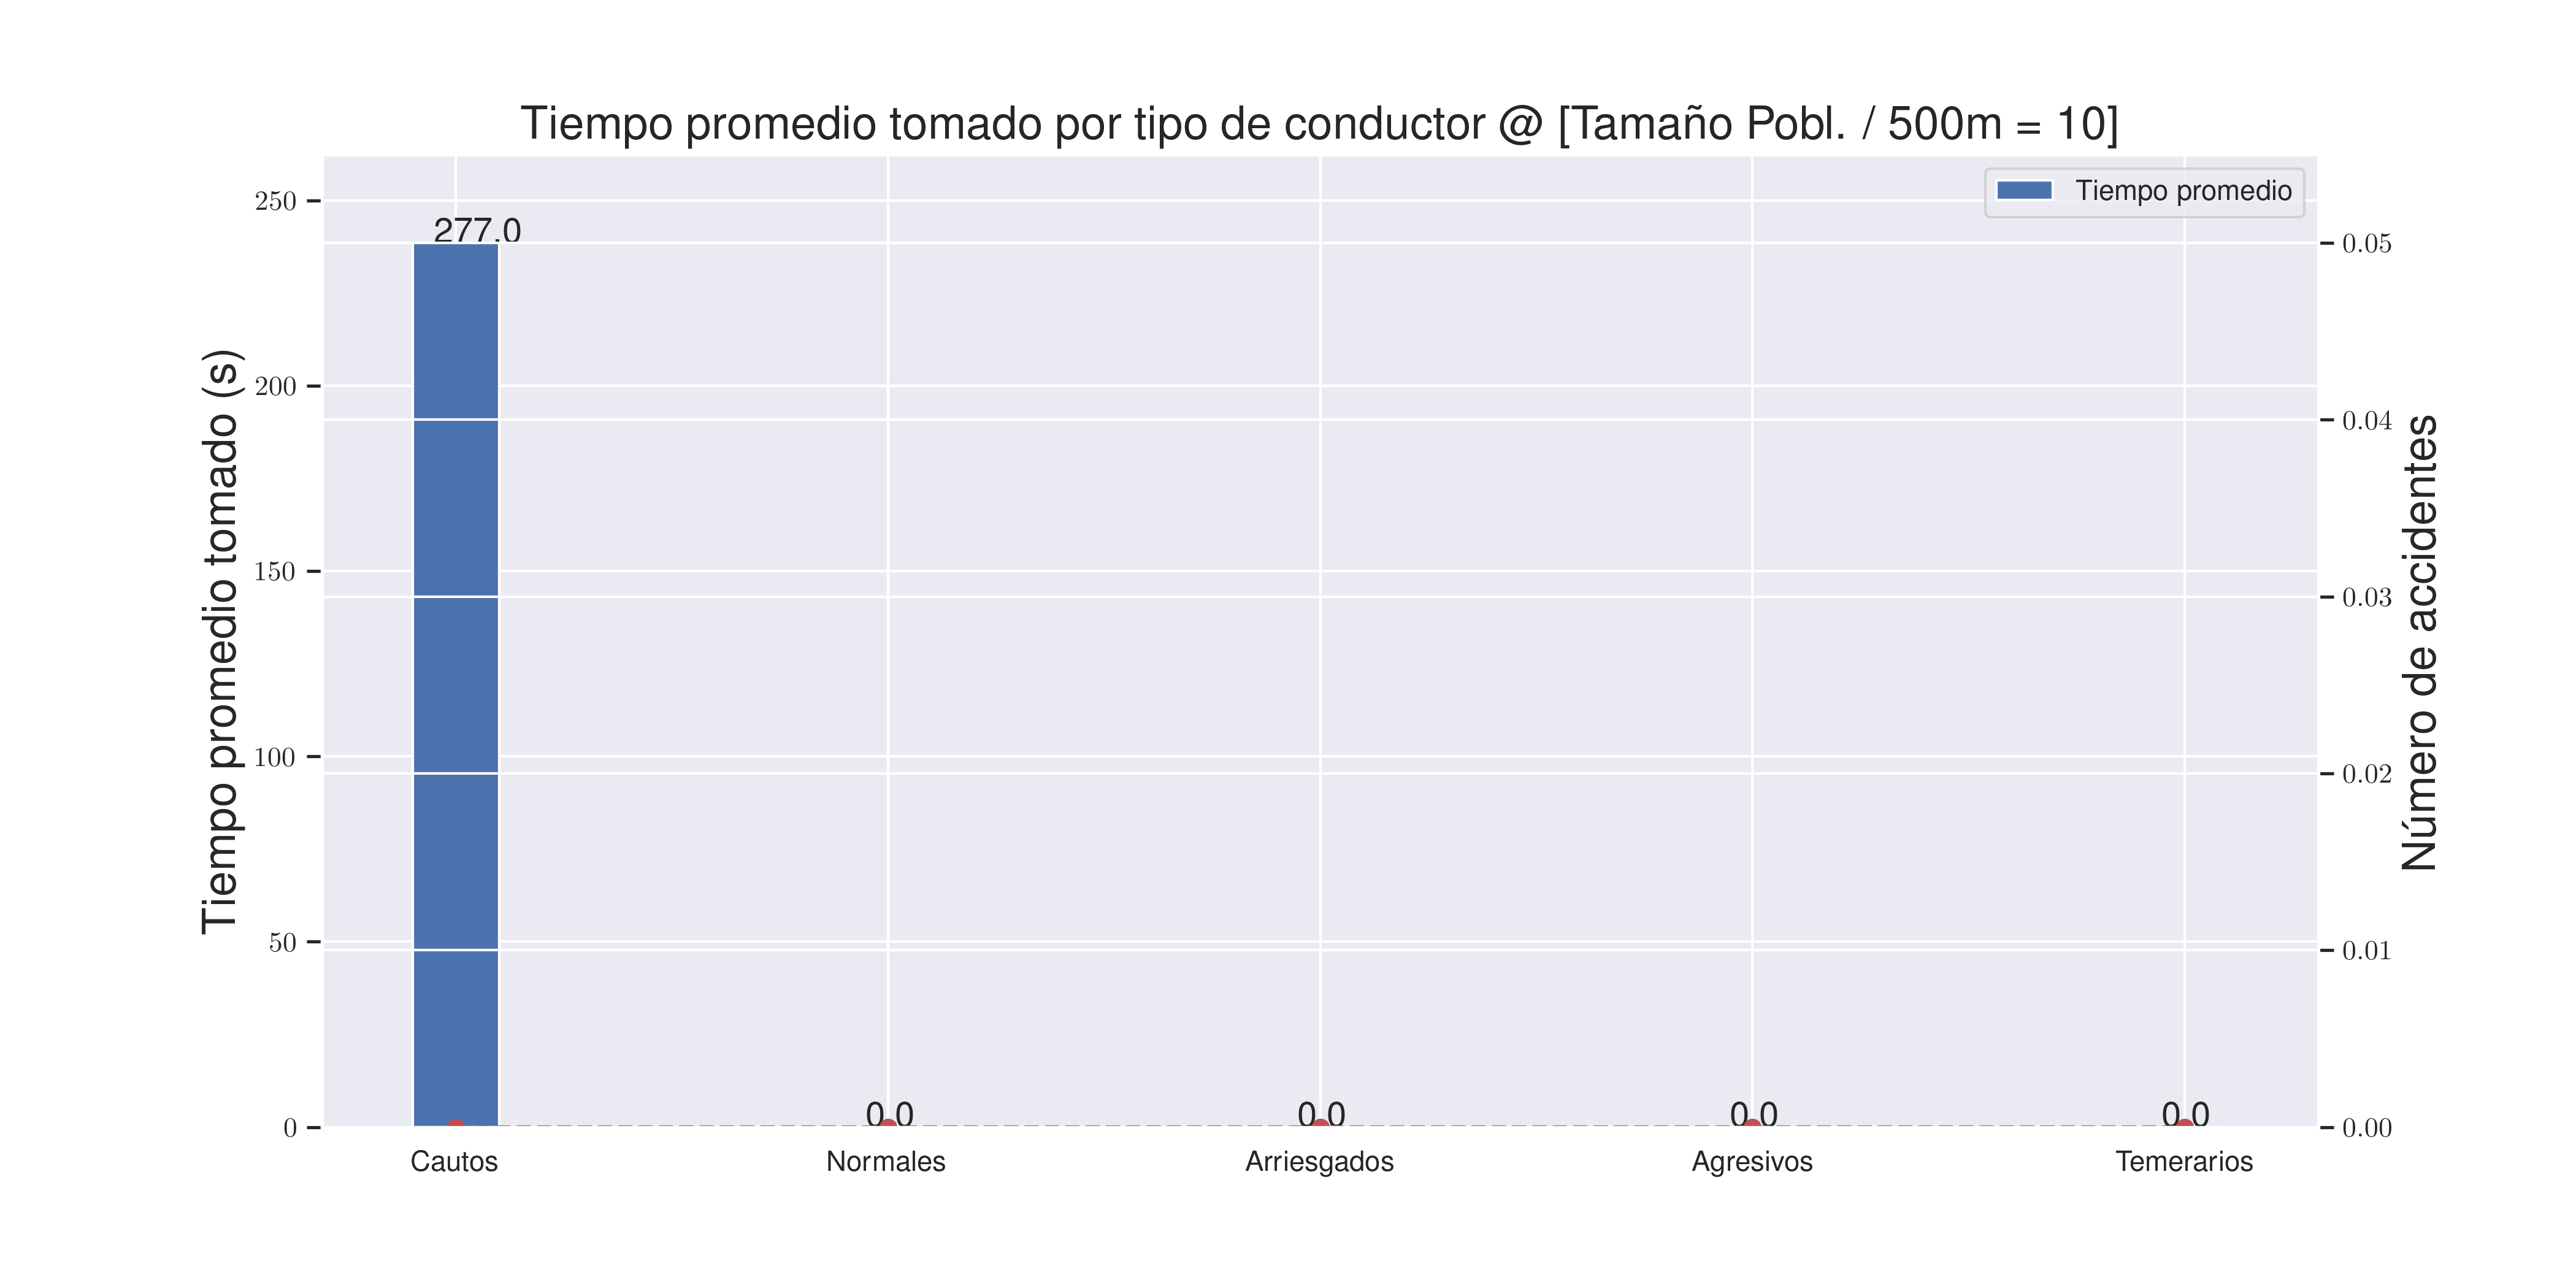 Tiempo promedio tomado por tipo de conductor @ [Tamaño Pobl. / 500m = 10]
Tiempo promedio
Tiempo promedio tomado (s)
250
200
150
100
50
0
277.0
0.0
0.0
0.0
0.0
0.05
0.04
0.03
0.02
0.01
0.00
Número de accidentes
Cautos
Normales
Arriesgados
Agresivos
Temerarios